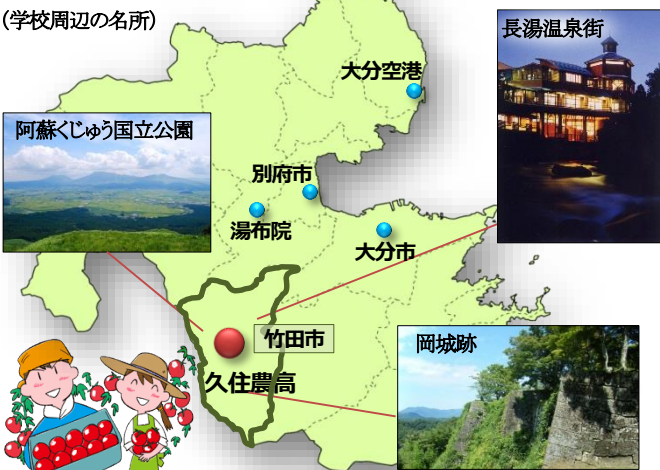 (学校周辺の名所)
長湯温泉街
大分空港
阿蘇くじゅう国立公園
別府市
湯布院
大分市
竹田市
岡城跡
久住農高